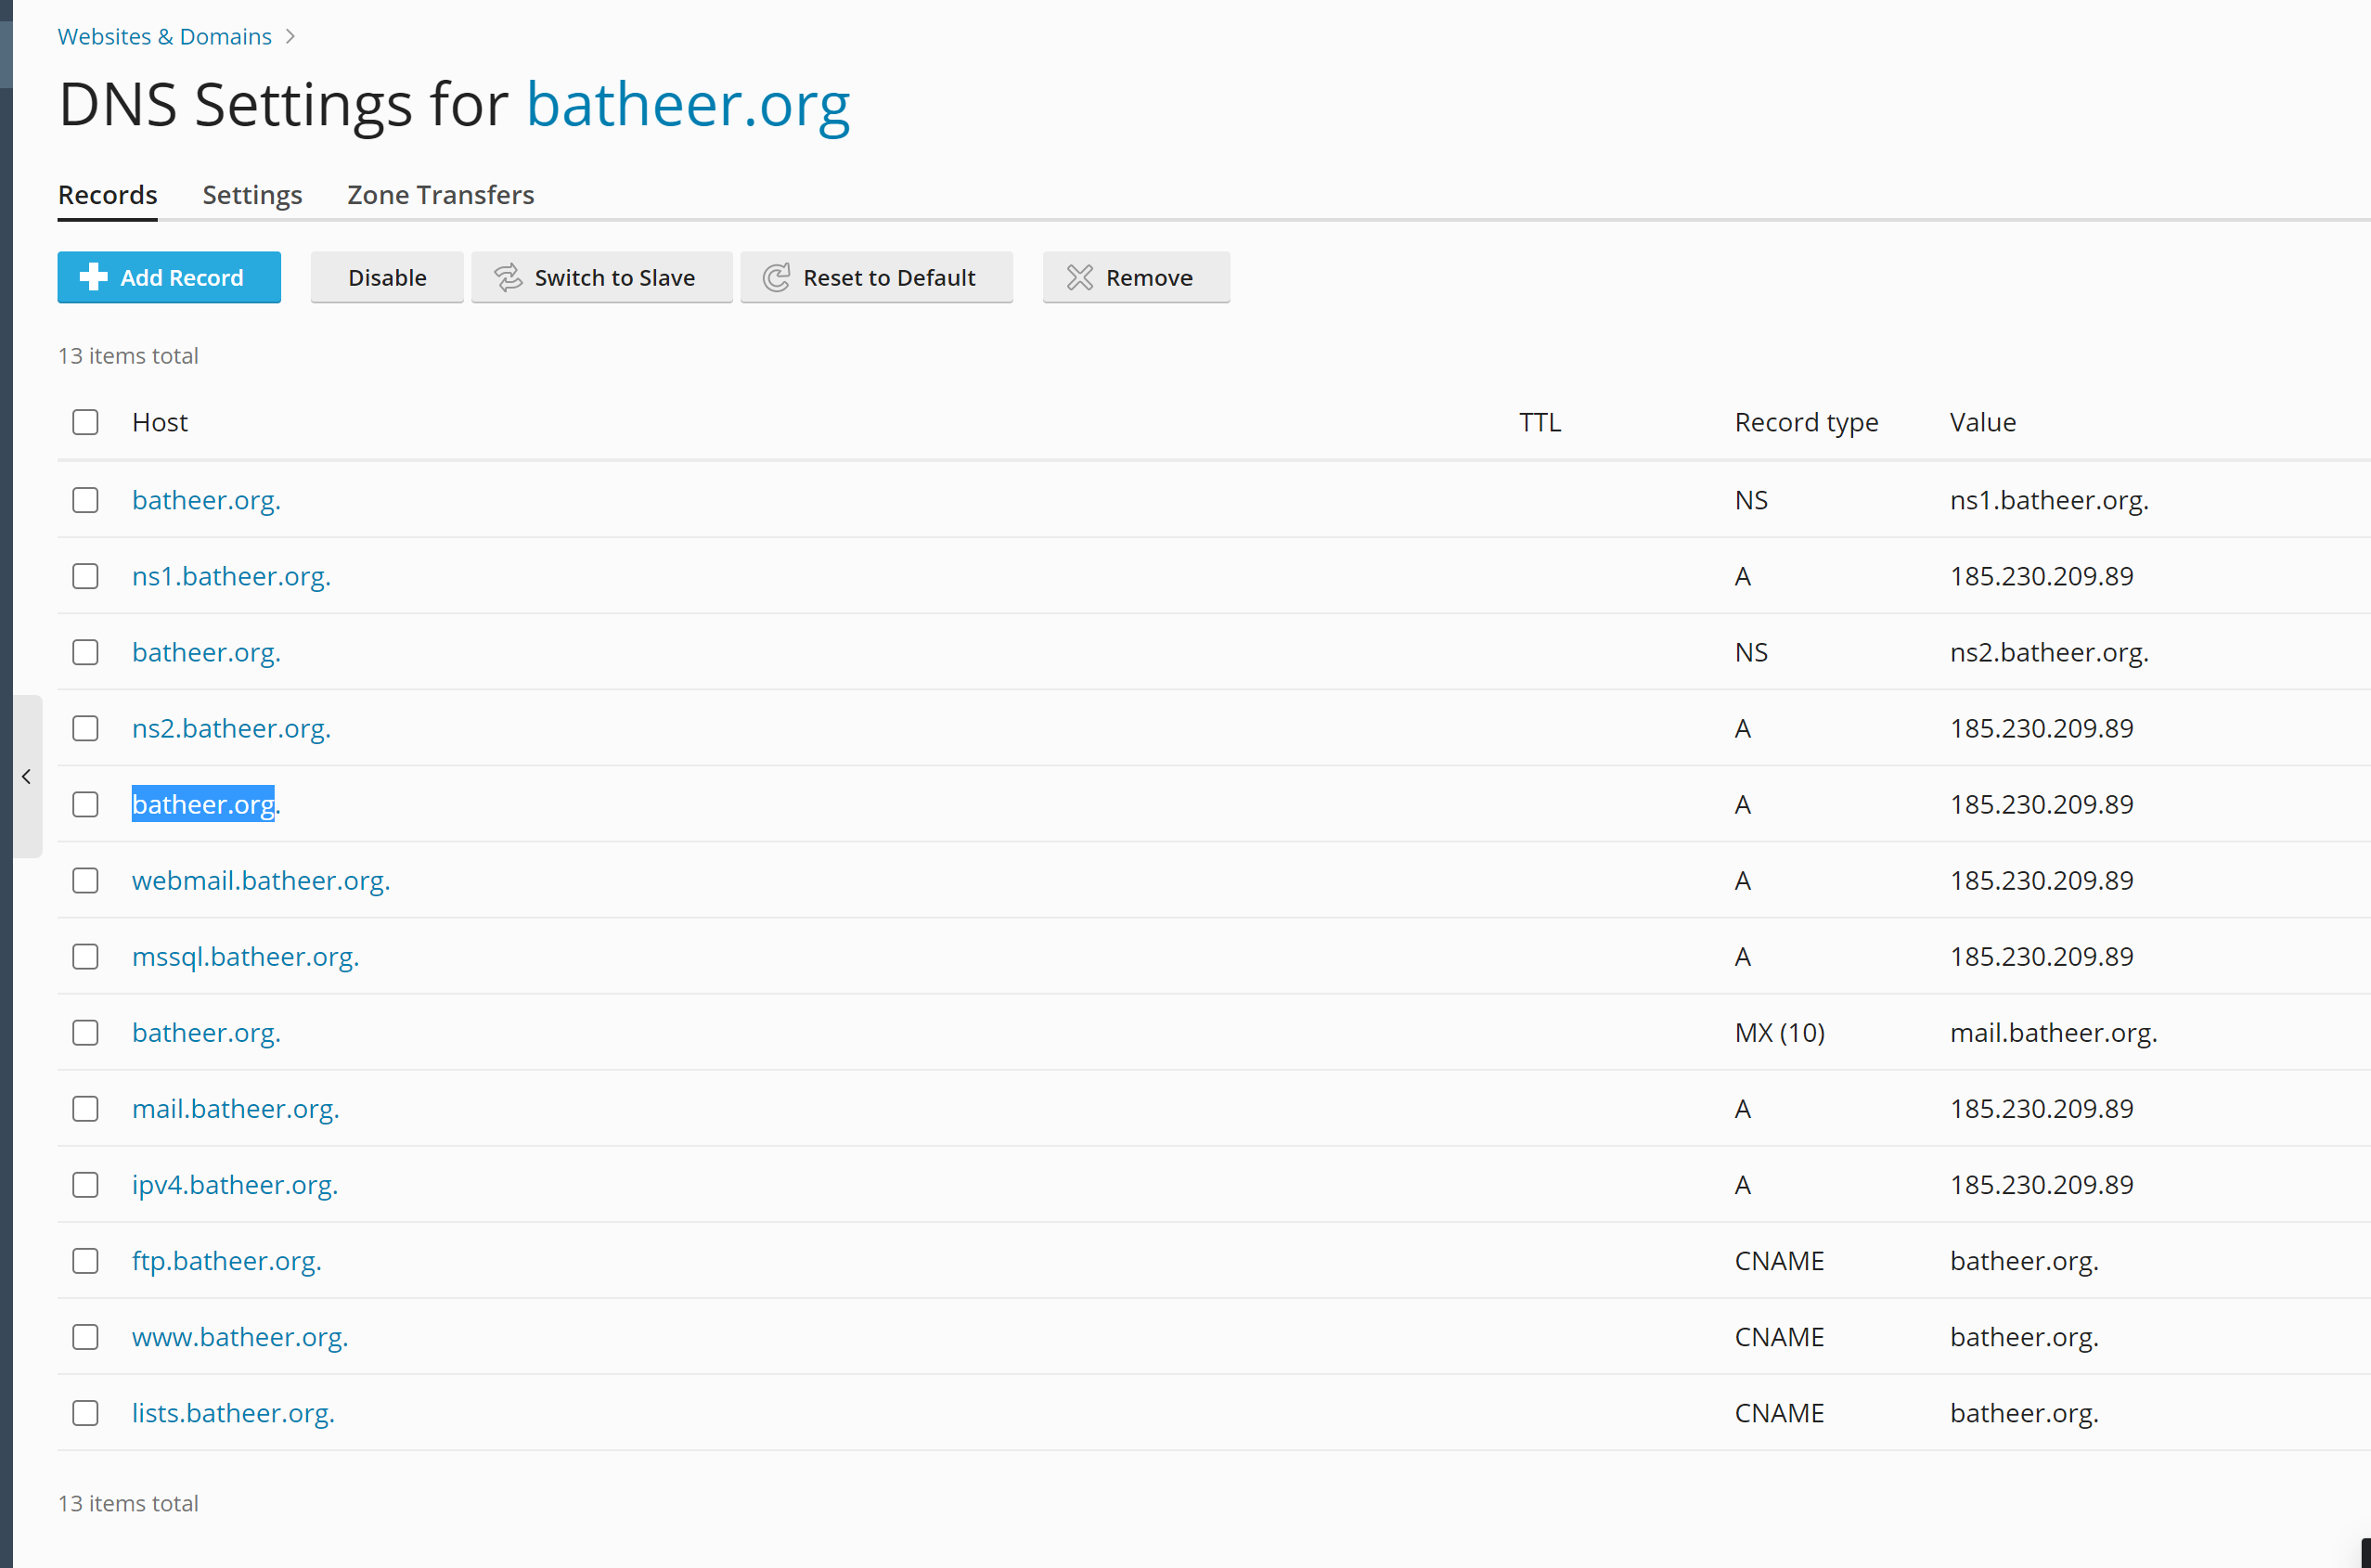 Websites & Domains
DNS Settings for batheer.org
Records Settings Zone Transfers
Add Record Disable Switch to Slave Reset to Default Remove
13 items total
Host TTL Record type Value
batheer.org. NS ns1.batheer.org.
ns1.batheer.org. A 185.230.209.89
batheer.org. NS ns2.batheer.org.
ns2.batheer.org. A 185.230.209.89
batheer.org. A 185.230.209.89
webmail.batheer.org. A 185.230.209.89
mssql.batheer.org. A 185.230.209.89
batheer.org. MX (10) mail.batheer.org.
mail.batheer.org. A 185.230.209.89
ipv4.batheer.org. A 185.230.209.89
ftp.batheer.org. CNAME batheer.org.
www.batheer.org. CNAME batheer.org.
lists.batheer.org. CNAME batheer.org.
13 items total